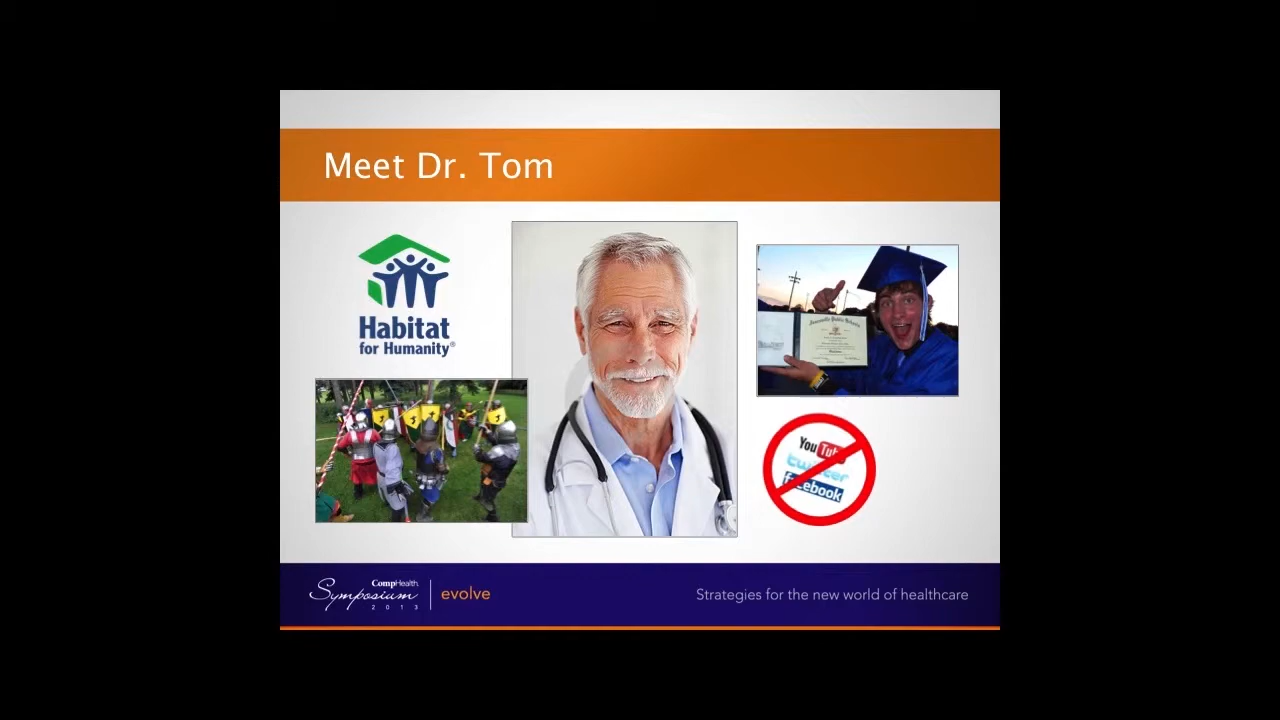 Meet Dr. Tom
Habitat
for Humanity®
You Tube
twitter
facebook
CompHealth
Symposium
2013
evolve
Strategies for the new world of healthcare